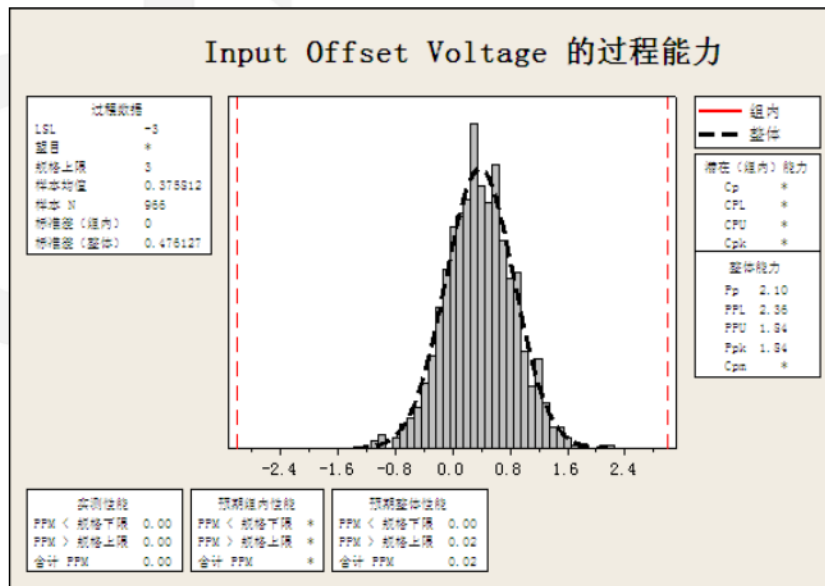 Input Offset Voltage 的过程能力
过程数据
LSL -3
望目 *
规格上限 3
样本均值 0.375812
样本 N 966
标准差（组内） 0
标准差（整体） 0.476127
组内
整体
潜在（组内）能力
Cp *
CPL *
CPU *
Cpk *
整体能力
Pp 2.10
PPL 2.36
PPU 1.84
Ppk 1.84
Cpm *
-2.4 -1.6 -0.8 0.0 0.8 1.6 2.4
实测性能
PPM < 规格下限 0.00
PPM > 规格上限 0.00
合计 PPM 0.00
预期组内性能
PPM < 规格下限 *
PPM > 规格上限 *
合计 PPM *
预期整体性能
PPM < 规格下限 0.00
PPM > 规格上限 0.02
合计 PPM 0.02